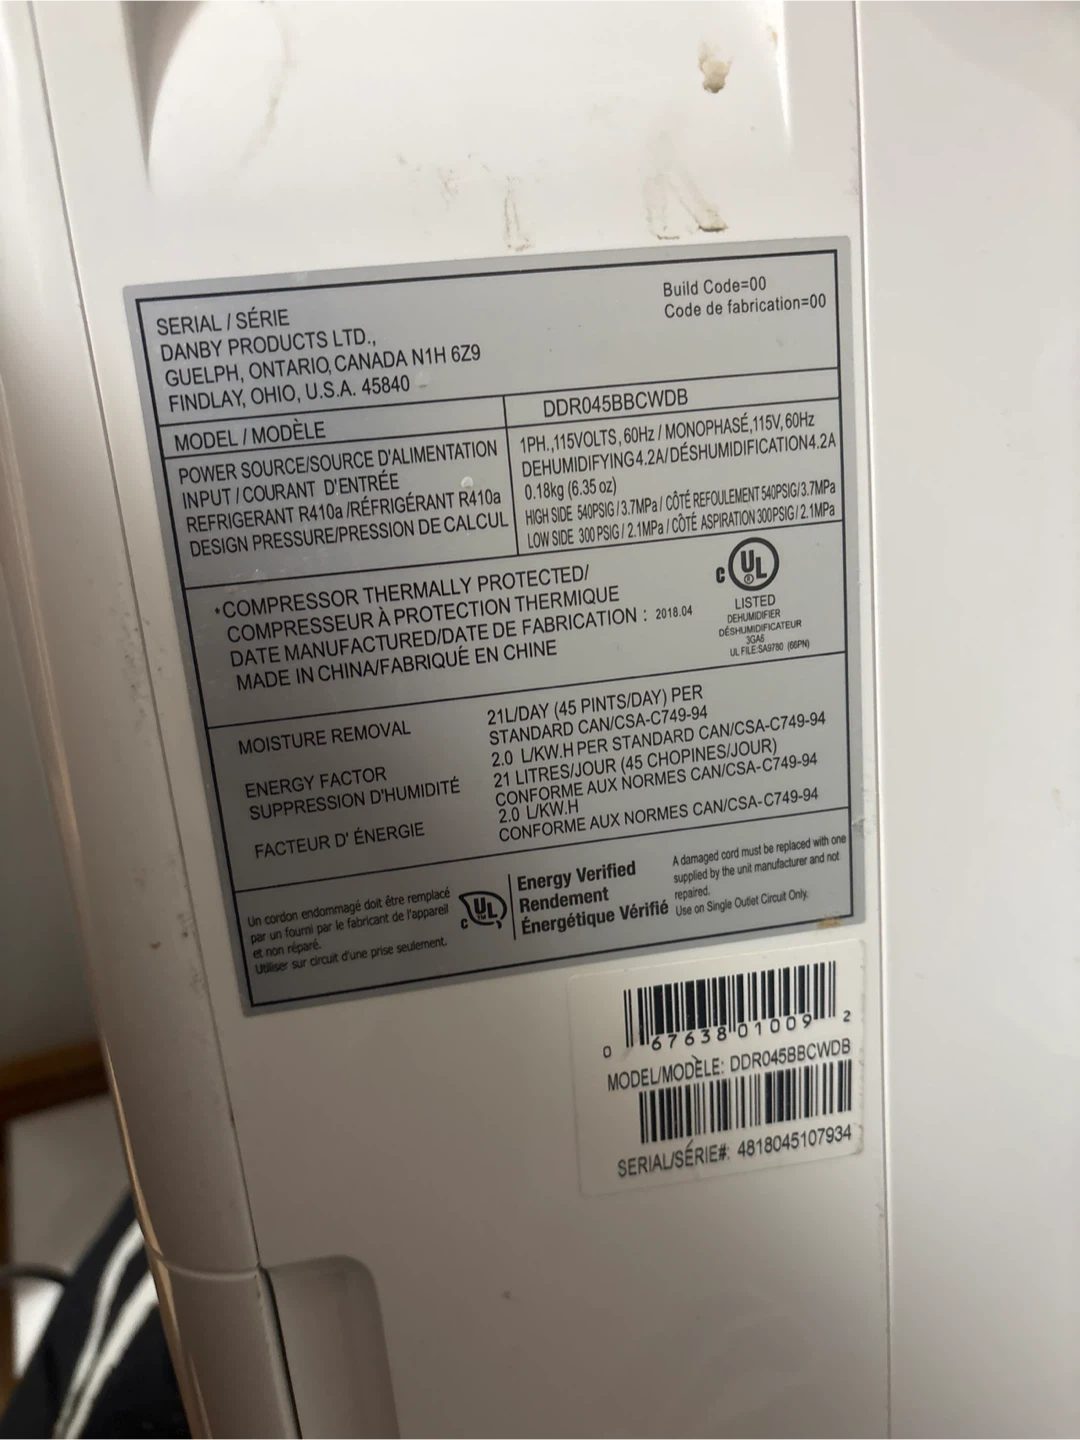 SERIAL / SÉRIE
DANBY PRODUCTS LTD.,
GUELPH, ONTARIO, CANADA N1H 6Z9
FINDLAY, OHIO, U.S.A. 45840
Build Code=00
Code de fabrication=00
MODEL / MODÈLE DDR045BBCWDB
POWER SOURCE/SOURCE D'ALIMENTATION 1PH.,115VOLTS, 60Hz / MONOPHASÉ,115V, 60Hz
INPUT / COURANT D'ENTRÉE DEHUMIDIFYING4.2A/ DÉSHUMIDIFICATION4.2A
REFRIGERANT R410a /RÉFRIGÉRANT R410a 0.18kg (6.35 oz)
DESIGN PRESSURE/PRESSION DE CALCUL HIGH SIDE 540PSIG / 3.7MPa / CÔTÉ REFOULEMENT 540PSIG/3.7MPa
LOW SIDE 300 PSIG / 2.1MPa / CÔTÉ ASPIRATION 300PSIG / 2.1MPa
*COMPRESSOR THERMALLY PROTECTED/
COMPRESSEUR À PROTECTION THERMIQUE
DATE MANUFACTURED/DATE DE FABRICATION : 2018.04
MADE IN CHINA/FABRIQUÉ EN CHINE
C UL ®
LISTED
DEHUMIDIFIER
DÉSHUMIDIFICATEUR
3GA6
UL FILE:SA9780 (66PN)
MOISTURE REMOVAL 21L/DAY (45 PINTS/DAY) PER
STANDARD CAN/CSA-C749-94
ENERGY FACTOR 2.0 L/KW.H PER STANDARD CAN/CSA-C749-94
SUPPRESSION D'HUMIDITÉ 21 LITRES/JOUR (45 CHOPINES/JOUR)
CONFORME AUX NORMES CAN/CSA-C749-94
FACTEUR D' ÉNERGIE 2.0 L/KW.H
CONFORME AUX NORMES CAN/CSA-C749-94
Un cordon endommagé doit être remplacé
par un fourni par le fabricant de l'appareil
et non réparé.
Utiliser sur circuit d'une prise seulement.
C UL TM
Energy Verified
Rendement
Énergétique Vérifié
A damaged cord must be replaced with one
supplied by the unit manufacturer and not
repaired.
Use on Single Outlet Circuit Only.
0 67638 01009 2
MODEL/MODÈLE: DDR045BBCWDB
SERIAL/SÉRIE#: 4818045107934